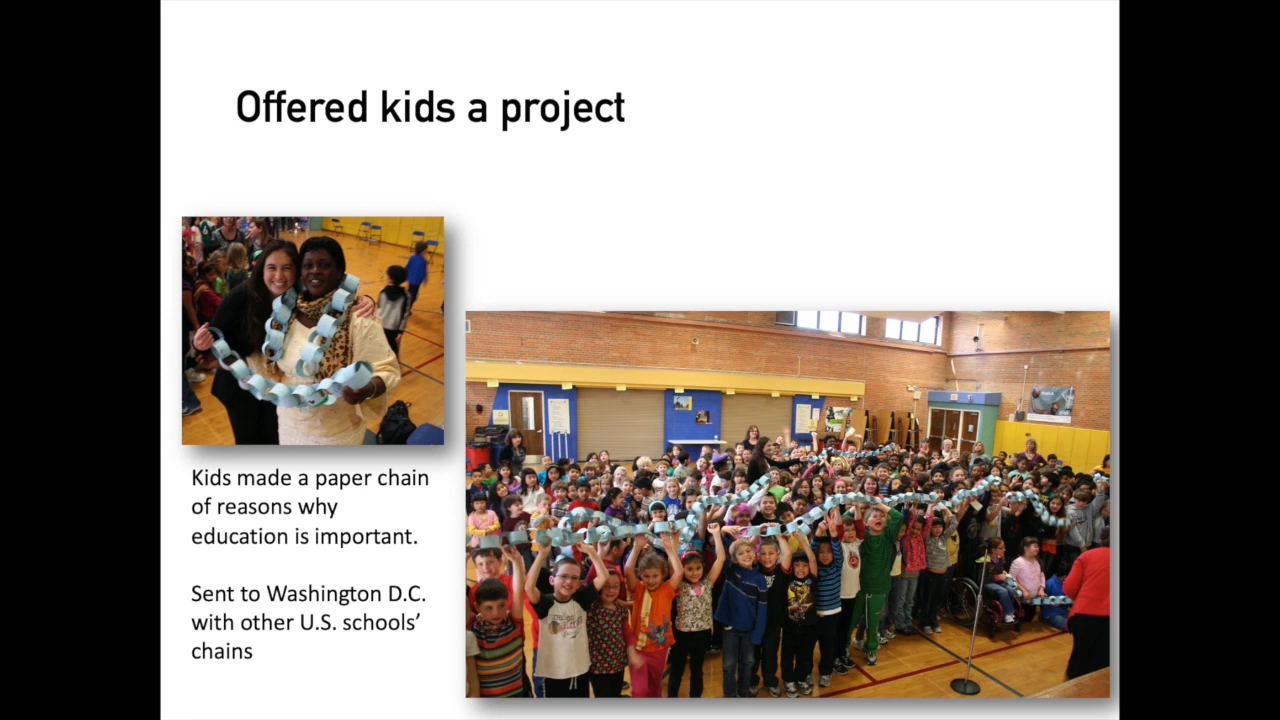 Offered kids a project
Kids made a paper chain
of reasons why
education is important.
Sent to Washington D.C.
with other U.S. schools’
chains